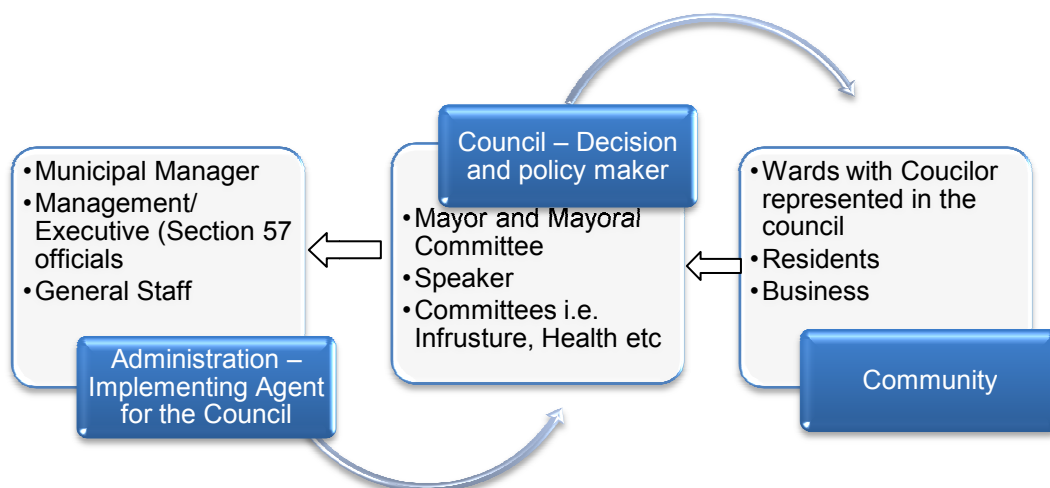 •Municipal Manager
•Management/
Executive (Section 57
officials
•General Staff
Administration –
Implementing Agent
for the Council
Council – Decision
and policy maker
•Mayor and Mayoral
Committee
•Speaker
•Committees i.e.
Infrusture, Health etc
•Wards with Coucilor
represented in the
council
•Residents
•Business
Community